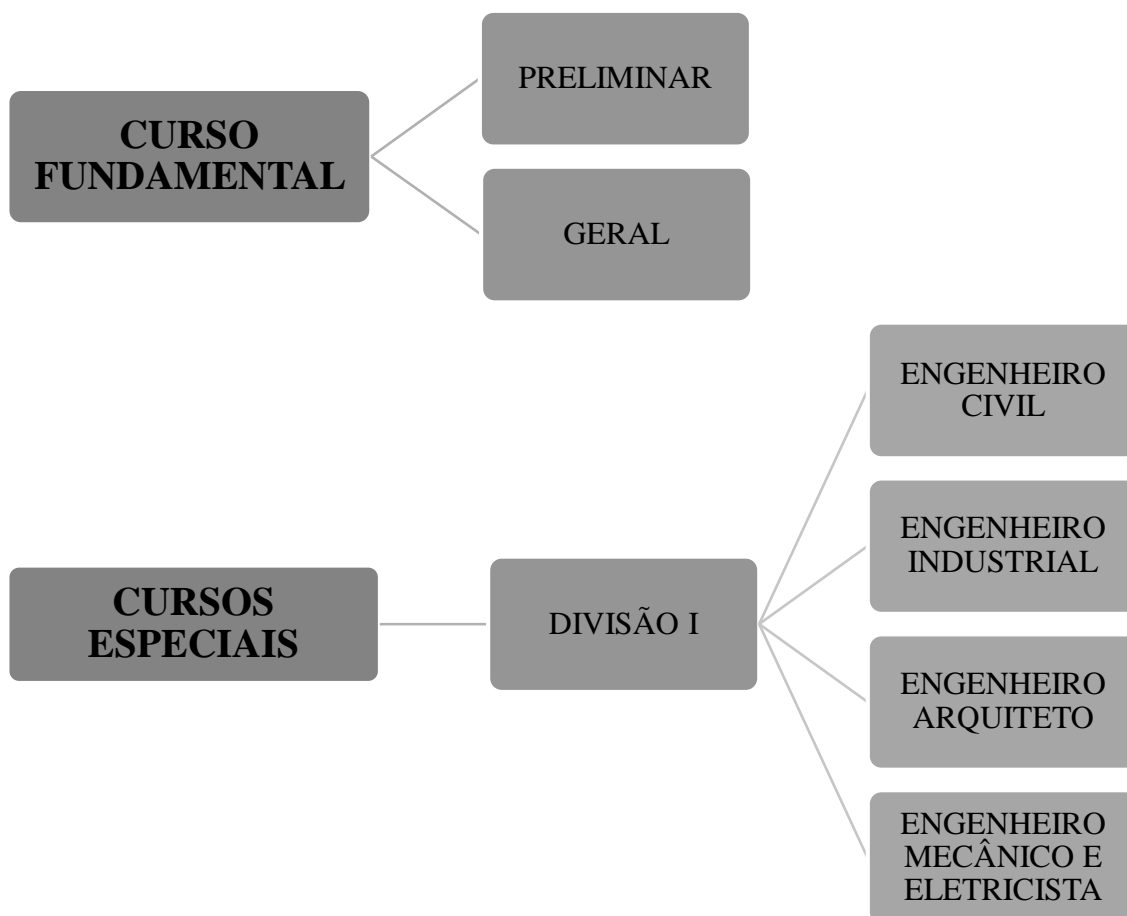 CURSO
FUNDAMENTAL
PRELIMINAR
GERAL
CURSOS
ESPECIAIS
DIVISÃO I
ENGENHEIRO
CIVIL
ENGENHEIRO
INDUSTRIAL
ENGENHEIRO
ARQUITETO
ENGENHEIRO
MECÂNICO E
ELETRICISTA